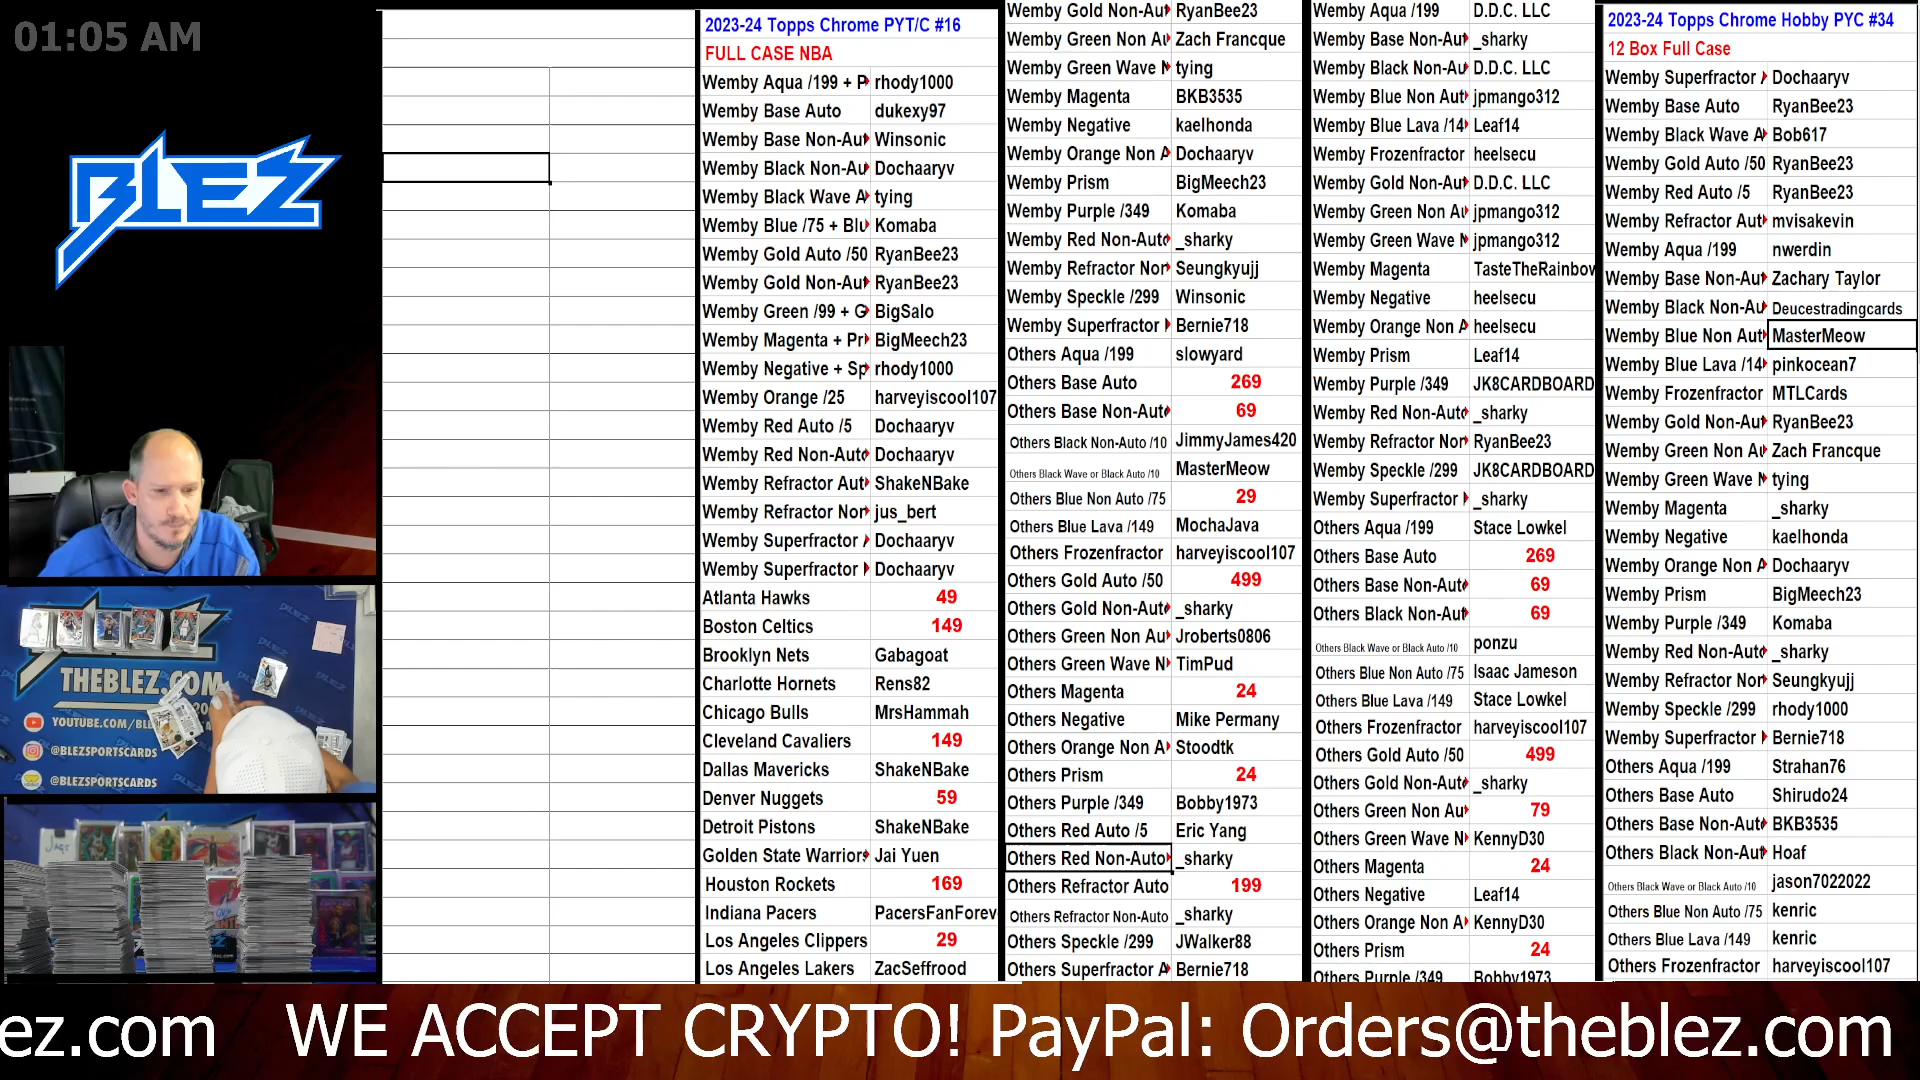 01:05 AM
BLEZ
THEBLEZ.COM
YOUTUBE.COM/BL
@BLEZSPORTSCARDS
@BLEZSPORTSCARDS
2023-24 Topps Chrome PYT/C #16
FULL CASE NBA
Wemby Aqua /199 + P rhody1000
Wemby Base Auto dukexy97
Wemby Base Non-Aut Winsonic
Wemby Black Non-Au Dochaaryv
Wemby Black Wave A tying
Wemby Blue /75 + Blu Komaba
Wemby Gold Auto /50 RyanBee23
Wemby Gold Non-Aut RyanBee23
Wemby Green /99 + G BigSalo
Wemby Magenta + Pr BigMeech23
Wemby Negative + Sp rhody1000
Wemby Orange /25 harveyiscool107
Wemby Red Auto /5 Dochaaryv
Wemby Red Non-Auto Dochaaryv
Wemby Refractor Aut ShakeNBake
Wemby Refractor Nor jus_bert
Wemby Superfractor A Dochaaryv
Wemby Superfractor Dochaaryv
Atlanta Hawks 49
Boston Celtics 149
Brooklyn Nets Gabagoat
Charlotte Hornets Rens82
Chicago Bulls MrsHammah
Cleveland Cavaliers 149
Dallas Mavericks ShakeNBake
Denver Nuggets 59
Detroit Pistons ShakeNBake
Golden State Warriors Jai Yuen
Houston Rockets 169
Indiana Pacers PacersFanForev
Los Angeles Clippers 29
Los Angeles Lakers ZacSeffrood
Wemby Gold Non-Aut RyanBee23
Wemby Green Non Au Zach Francque
Wemby Green Wave N tying
Wemby Magenta BKB3535
Wemby Negative kaelhonda
Wemby Orange Non A Dochaaryv
Wemby Prism BigMeech23
Wemby Purple /349 Komaba
Wemby Red Non-Auto _sharky
Wemby Refractor Nor Seungkyujj
Wemby Speckle /299 Winsonic
Wemby Superfractor Bernie718
Others Aqua /199 slowyard
Others Base Auto 269
Others Base Non-Auto 69
Others Black Non-Auto /10 JimmyJames420
Others Black Wave or Black Auto /10 MasterMeow
Others Blue Non Auto /75 29
Others Blue Lava /149 MochaJava
Others Frozenfractor harveyiscool107
Others Gold Auto /50 499
Others Gold Non-Auto _sharky
Others Green Non Au Jroberts0806
Others Green Wave N TimPud
Others Magenta 24
Others Negative Mike Permany
Others Orange Non A Stoodtk
Others Prism 24
Others Purple /349 Bobby1973
Others Red Auto /5 Eric Yang
Others Red Non-Auto _sharky
Others Refractor Auto 199
Others Refractor Non-Auto _sharky
Others Speckle /299 JWalker88
Others Superfractor A Bernie718
Wemby Aqua /199 D.D.C. LLC
Wemby Base Non-Aut _sharky
Wemby Black Non-Au D.D.C. LLC
Wemby Blue Non Aut jpmango312
Wemby Blue Lava /14 Leaf14
Wemby Frozenfractor heelsecu
Wemby Gold Non-Aut D.D.C. LLC
Wemby Green Non Au jpmango312
Wemby Green Wave N jpmango312
Wemby Magenta TasteTheRainbow
Wemby Negative heelsecu
Wemby Orange Non A heelsecu
Wemby Prism Leaf14
Wemby Purple /349 JK8CARDBOARD
Wemby Red Non-Auto _sharky
Wemby Refractor Nor RyanBee23
Wemby Speckle /299 JK8CARDBOARD
Wemby Superfractor _sharky
Others Aqua /199 Stace Lowkel
Others Base Auto 269
Others Base Non-Auto 69
Others Black Non-Aut 69
Others Black Wave or Black Auto /10 ponzu
Others Blue Non Auto /75 Isaac Jameson
Others Blue Lava /149 Stace Lowkel
Others Frozenfractor harveyiscool107
Others Gold Auto /50 499
Others Gold Non-Auto _sharky
Others Green Non Au 79
Others Green Wave N KennyD30
Others Magenta 24
Others Negative Leaf14
Others Orange Non A KennyD30
Others Prism 24
Others Purple /349 Bobby1973
2023-24 Topps Chrome Hobby PYC #34
12 Box Full Case
Wemby Superfractor A Dochaaryv
Wemby Base Auto RyanBee23
Wemby Black Wave A Bob617
Wemby Gold Auto /50 RyanBee23
Wemby Red Auto /5 RyanBee23
Wemby Refractor Aut mvisakevin
Wemby Aqua /199 nwerdin
Wemby Base Non-Aut Zachary Taylor
Wemby Black Non-Au Deucestradingcards
Wemby Blue Non Aut MasterMeow
Wemby Blue Lava /14 pinkocean7
Wemby Frozenfractor MTLCards
Wemby Gold Non-Aut RyanBee23
Wemby Green Non Au Zach Francque
Wemby Green Wave N tying
Wemby Magenta _sharky
Wemby Negative kaelhonda
Wemby Orange Non A Dochaaryv
Wemby Prism BigMeech23
Wemby Purple /349 Komaba
Wemby Red Non-Auto _sharky
Wemby Refractor Nor Seungkyujj
Wemby Speckle /299 rhody1000
Wemby Superfractor Bernie718
Others Aqua /199 Strahan76
Others Base Auto Shirudo24
Others Base Non-Auto BKB3535
Others Black Non-Aut Hoaf
Others Black Wave or Black Auto /10 jason7022022
Others Blue Non Auto /75 kenric
Others Blue Lava /149 kenric
Others Frozenfractor harveyiscool107
ez.com WE ACCEPT CRYPTO! PayPal: Orders@theblez.com